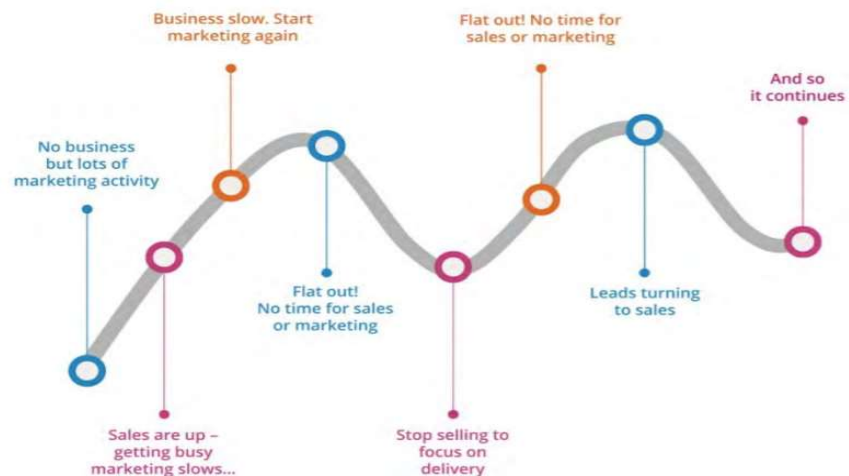 Business slow. Start
marketing again
Flat out! No time for
sales or marketing
And so
it continues
No business
but lots of
marketing activity
Flat out!
No time for sales
or marketing
Leads turning
to sales
Sales are up –
getting busy
marketing slows...
Stop selling to
focus on
delivery